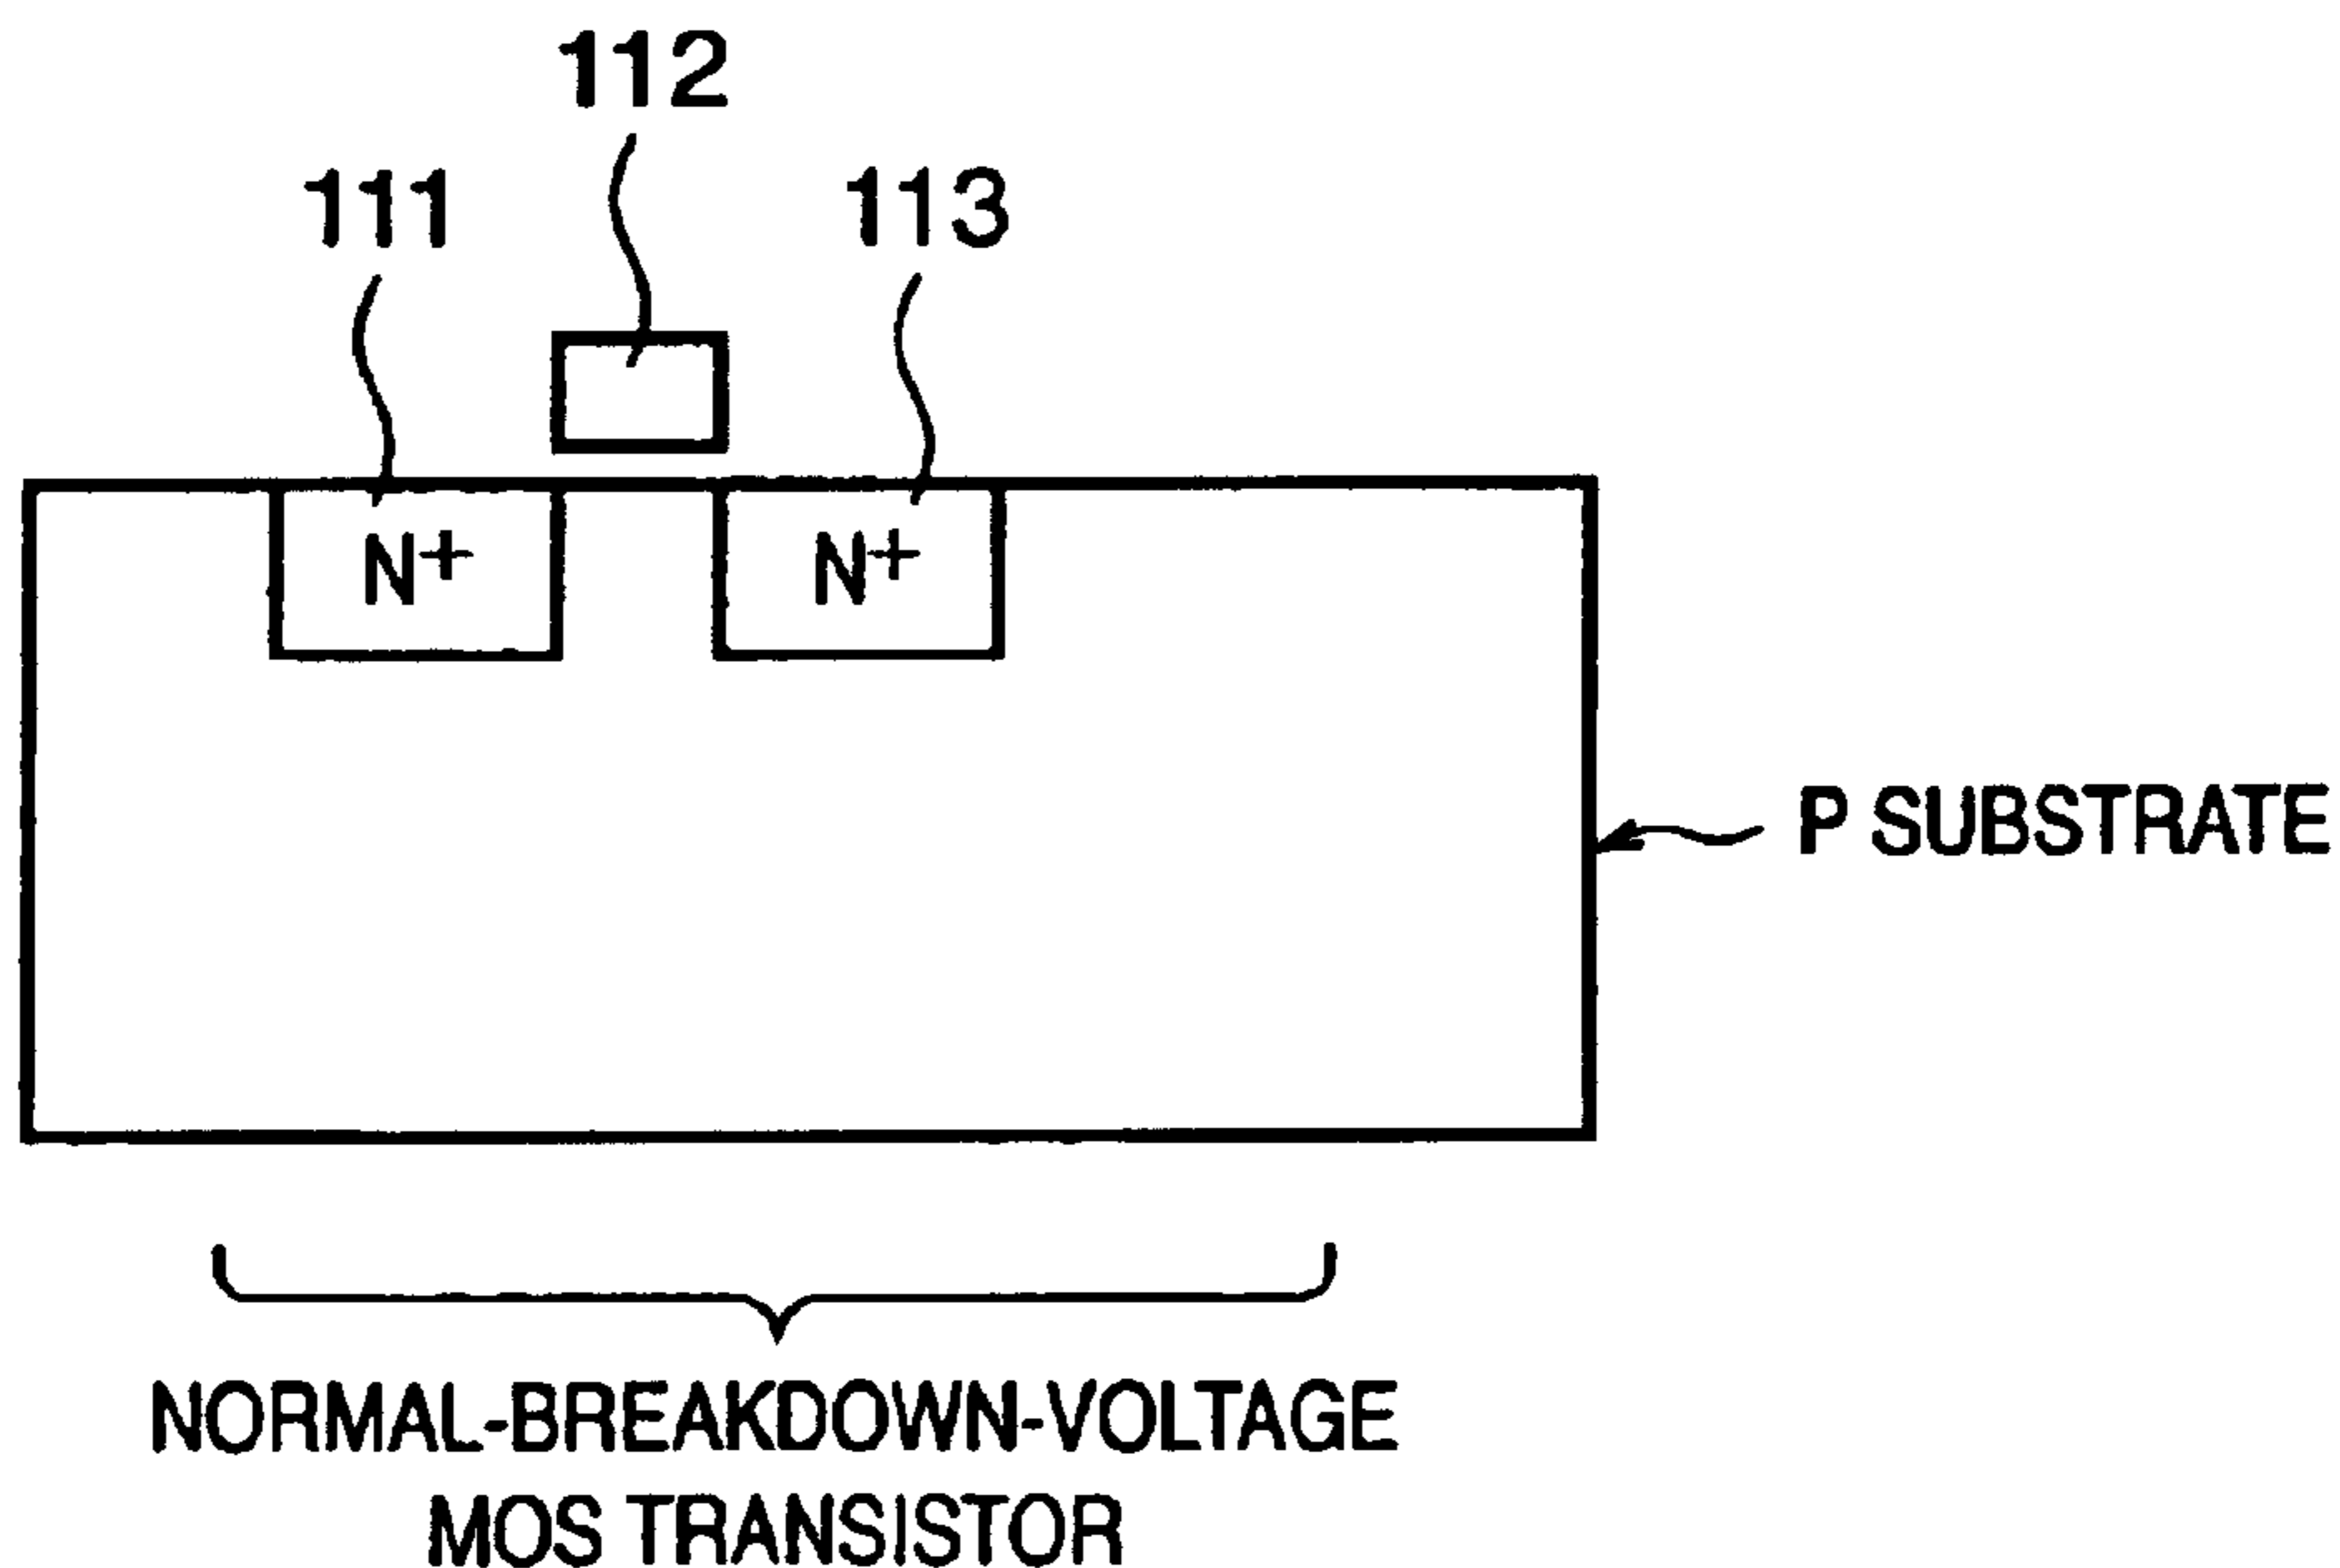 112
111
113
N+
N+
P SUBSTRATE
NORMAL-BREAKDOWN-VOLTAGE
MOS TRANSISTOR